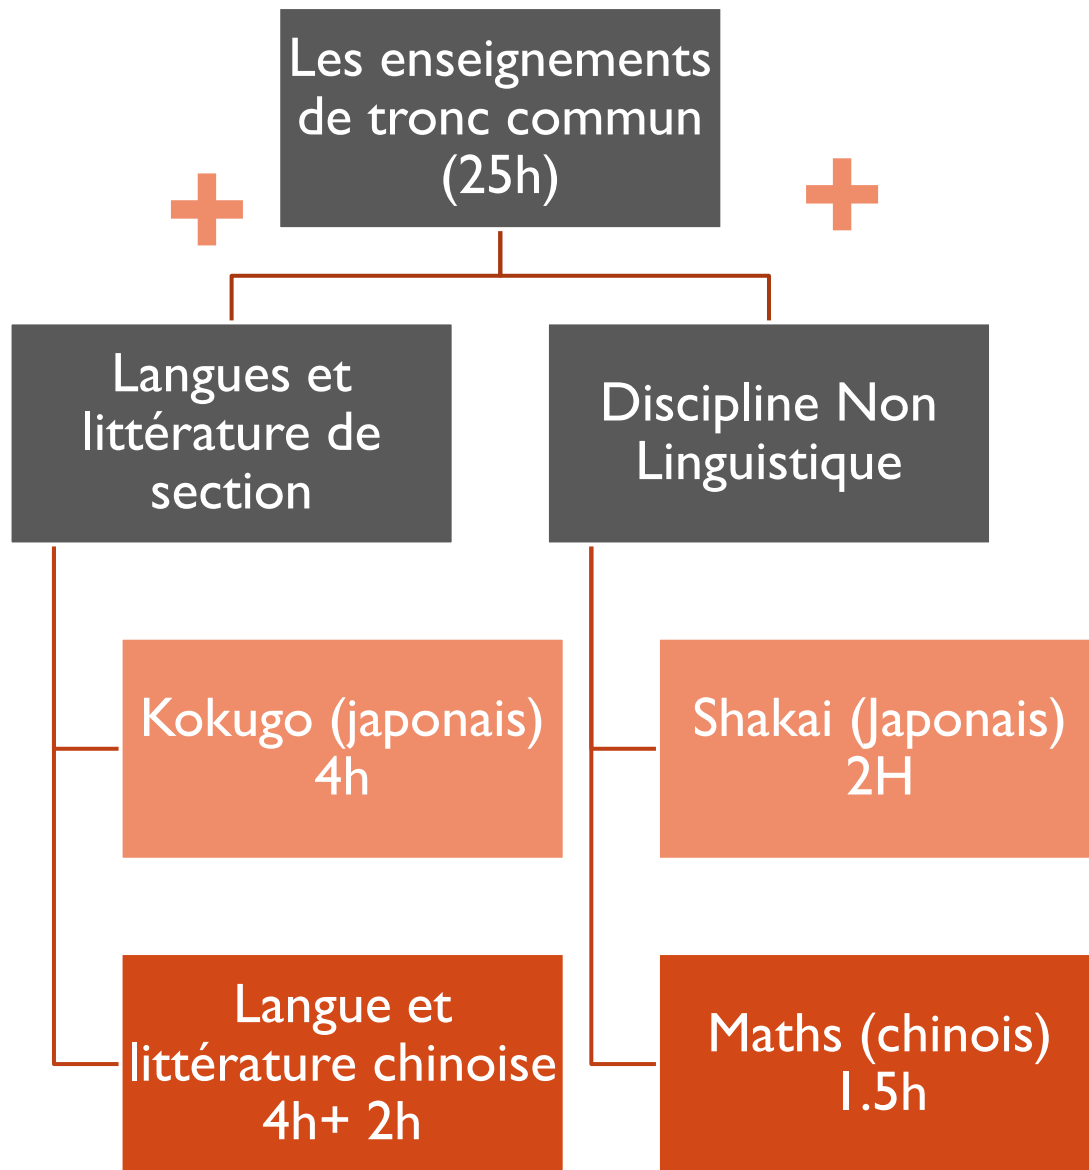 Les enseignements
de tronc commun
(25h)
Langues et
littérature de
section
Discipline Non
Linguistique
Kokugo (japonais)
4h
Shakai (Japonais)
2H
Langue et
littérature chinoise
4h+ 2h
Maths (chinois)
1.5h